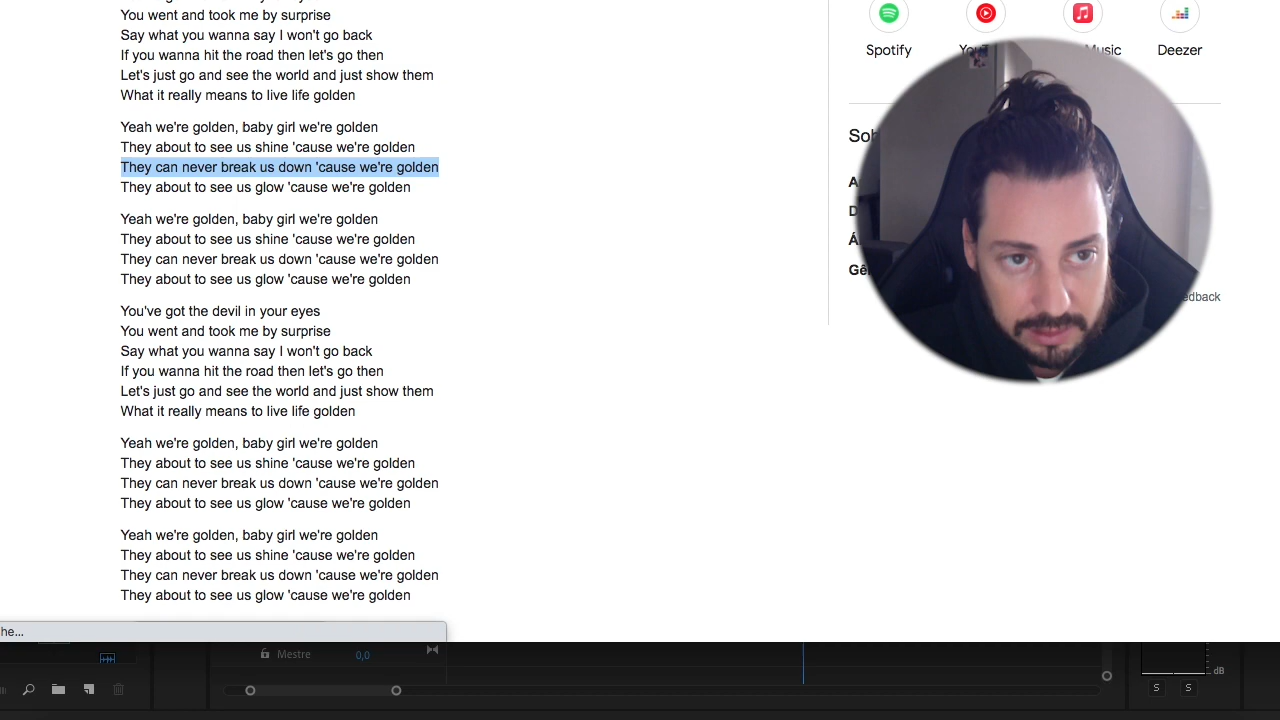 You went and took me by surprise
Say what you wanna say I won't go back
If you wanna hit the road then let's go then
Let's just go and see the world and just show them
What it really means to live life golden
Yeah we're golden, baby girl we're golden
They about to see us shine 'cause we're golden
They can never break us down 'cause we're golden
They about to see us glow 'cause we're golden
Yeah we're golden, baby girl we're golden
They about to see us shine 'cause we're golden
They can never break us down 'cause we're golden
They about to see us glow 'cause we're golden
You've got the devil in your eyes
You went and took me by surprise
Say what you wanna say I won't go back
If you wanna hit the road then let's go then
Let's just go and see the world and just show them
What it really means to live life golden
Yeah we're golden, baby girl we're golden
They about to see us shine 'cause we're golden
They can never break us down 'cause we're golden
They about to see us glow 'cause we're golden
Yeah we're golden, baby girl we're golden
They about to see us shine 'cause we're golden
They can never break us down 'cause we're golden
They about to see us glow 'cause we're golden
he...
Spotify
Music
Deezer
Mestre
0,0
dB
S S